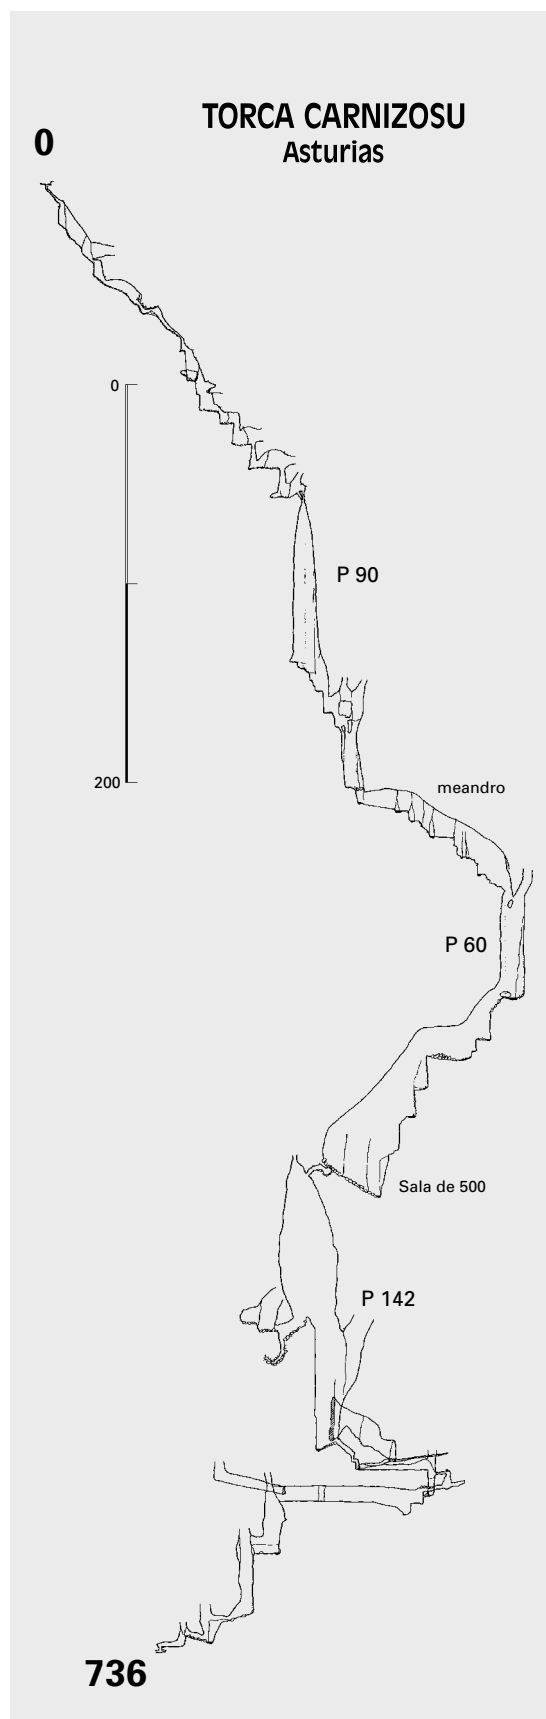 TORCA CARNIZOSU
Asturias
0
0
P 90
200
meandro
P 60
Sala de 500
P 142
736